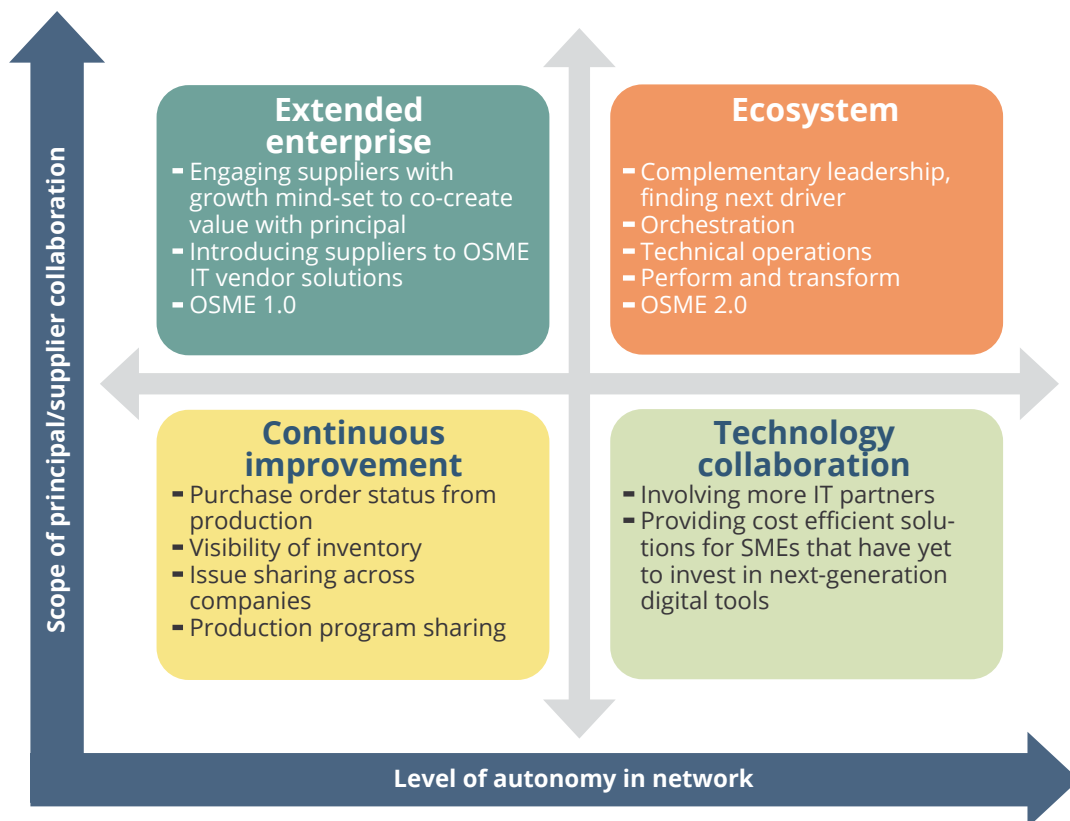 Scope of principal/supplier collaboration
Extended
enterprise
- Engaging suppliers with
growth mind-set to co-create
value with principal
- Introducing suppliers to OSME
IT vendor solutions
- OSME 1.0
Ecosystem
- Complementary leadership,
finding next driver
- Orchestration
- Technical operations
- Perform and transform
- OSME 2.0
Continuous
improvement
- Purchase order status from
production
- Visibility of inventory
- Issue sharing across
companies
- Production program sharing
Technology
collaboration
- Involving more IT partners
- Providing cost efficient solu-
tions for SMEs that have yet
to invest in next-generation
digital tools
Level of autonomy in network